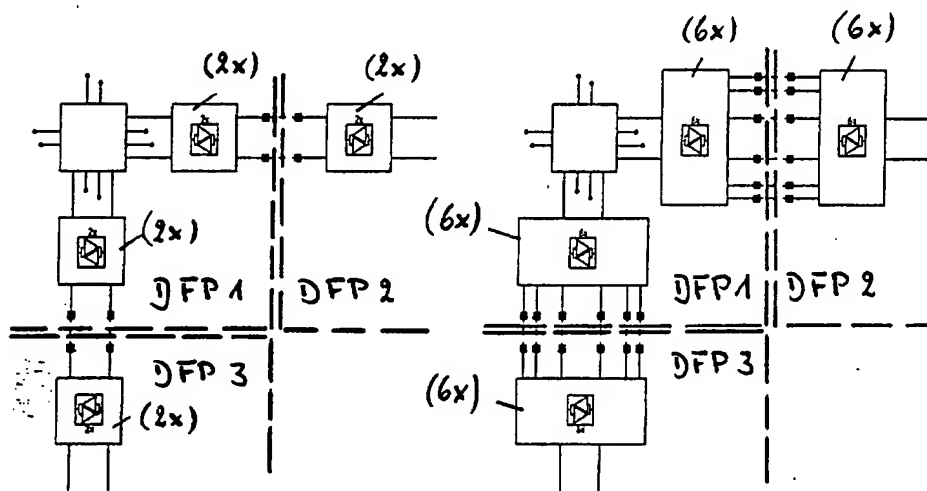 (2x) (2x) (6x) (6x)
(2x) (6x)
DFP 1 DFP 2 DFP 1 DFP 2
DFP 3 DFP 3
(2x) (6x)